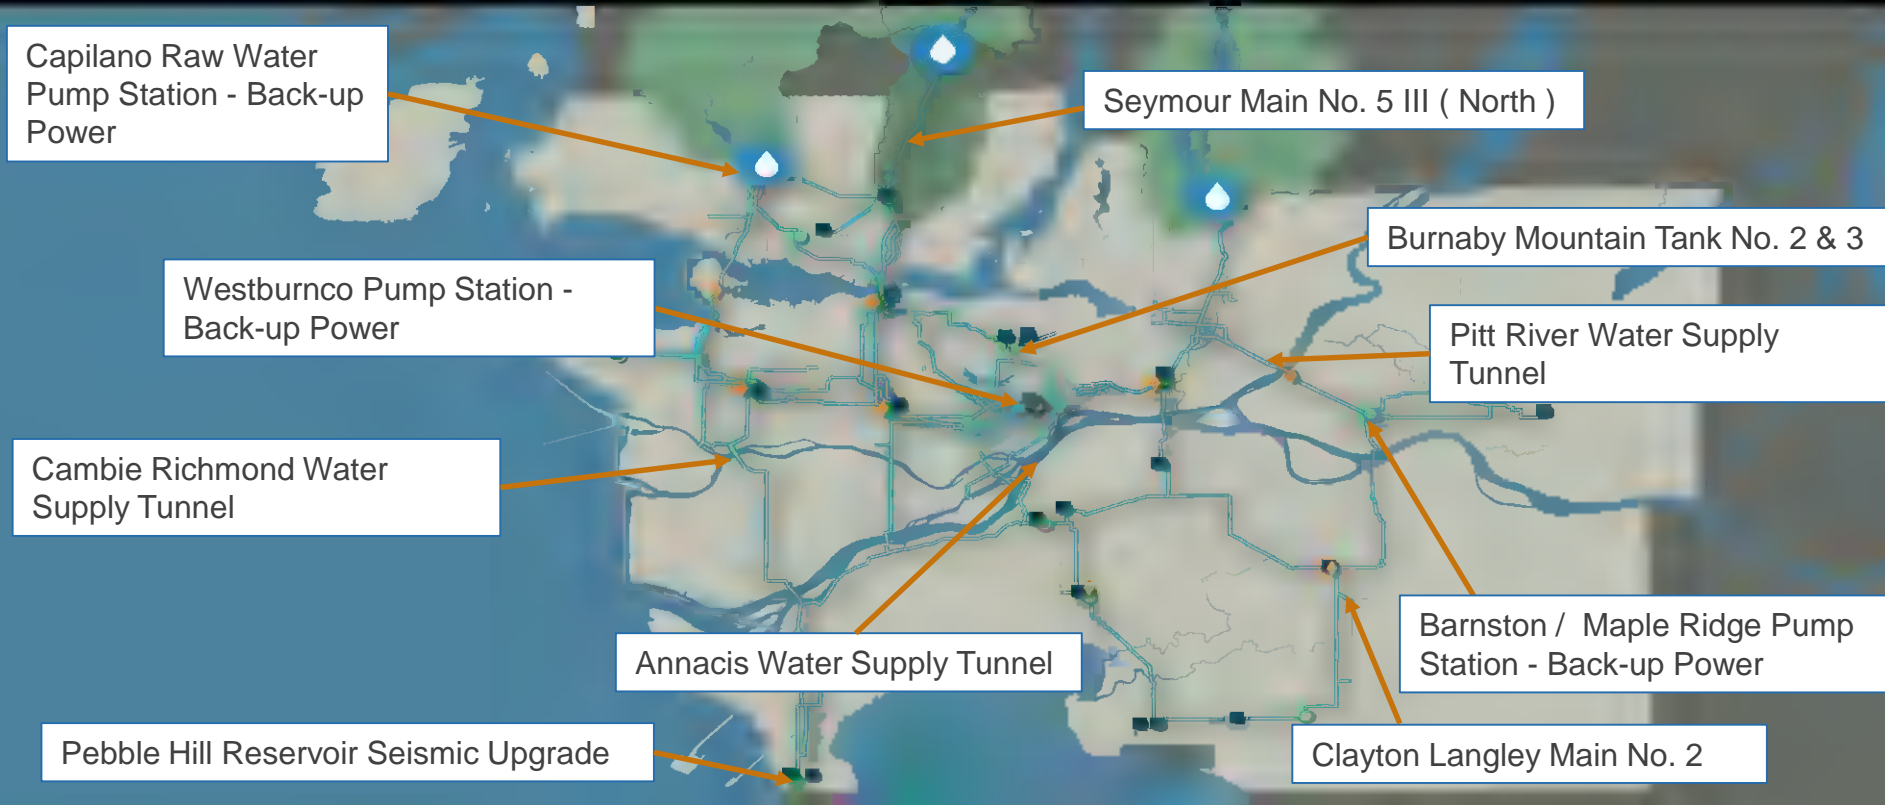 Capilano Raw Water
Pump Station - Back-up
Power
Seymour Main No. 5 III ( North )
Burnaby Mountain Tank No. 2 & 3
Westburnco Pump Station -
Back-up Power
Pitt River Water Supply
Tunnel
Cambie Richmond Water
Supply Tunnel
Annacis Water Supply Tunnel
Barnston /  Maple Ridge Pump
Station - Back-up Power
Pebble Hill Reservoir Seismic Upgrade
Clayton Langley Main No. 2